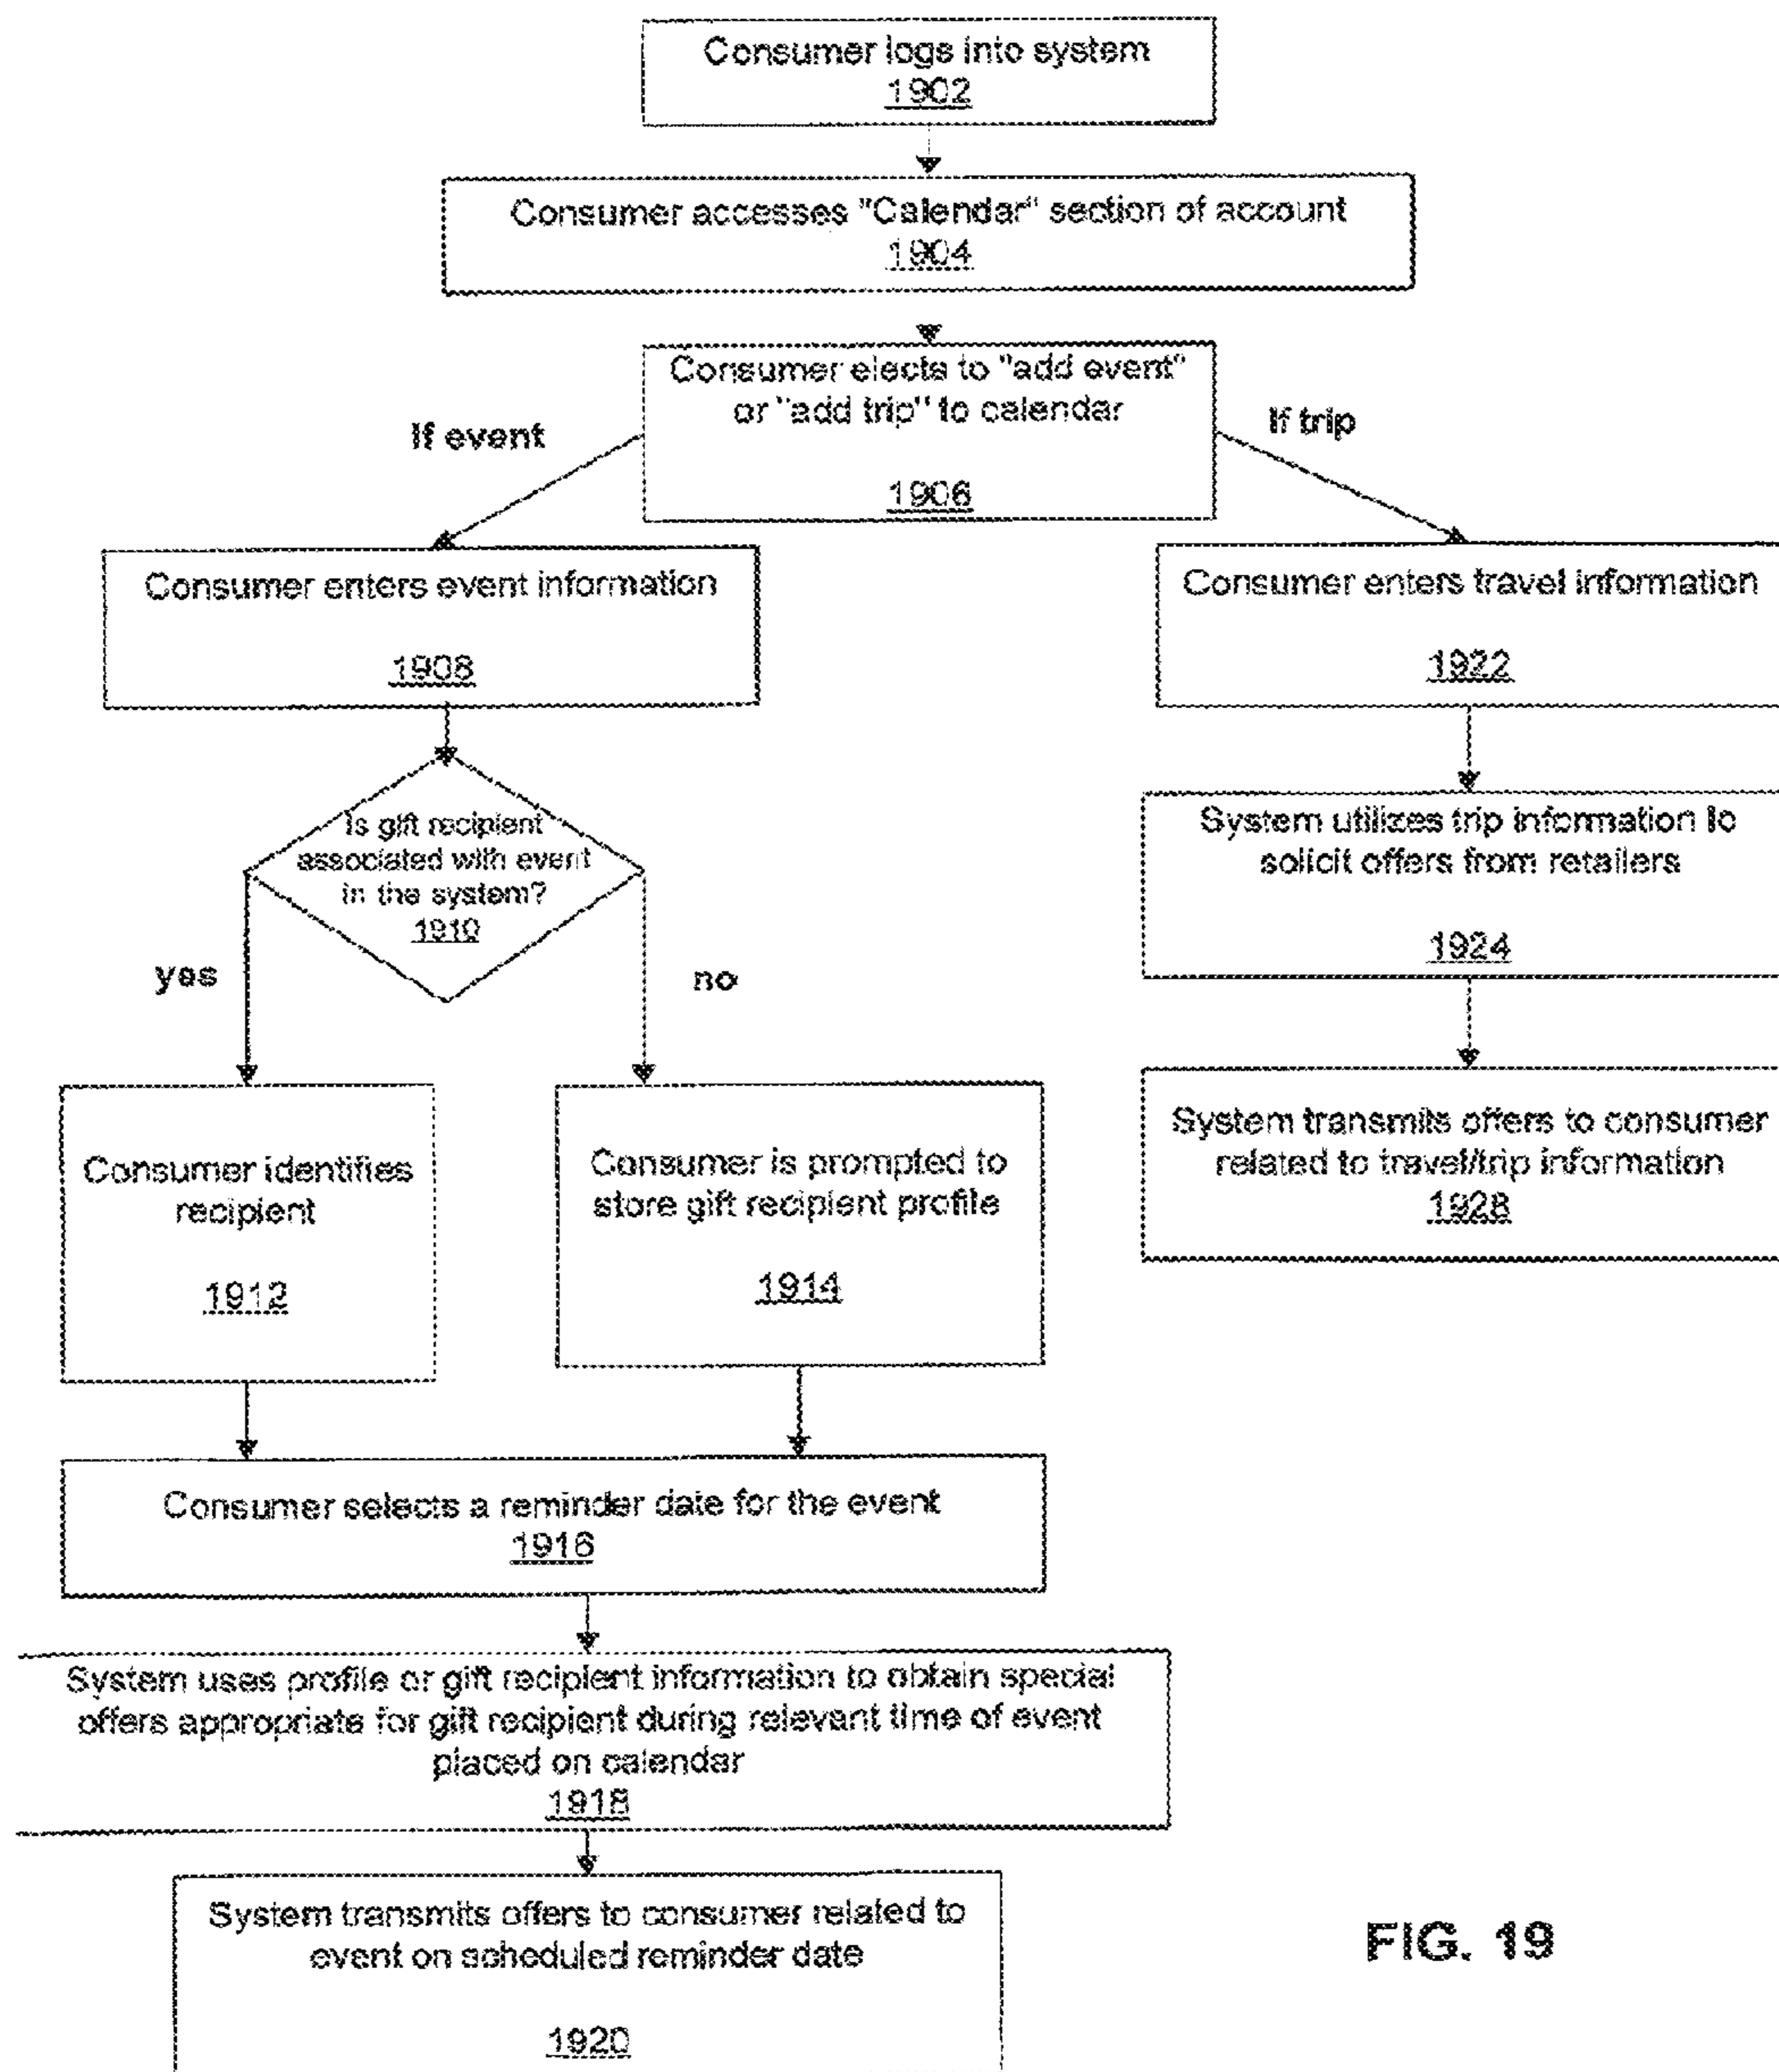 Consumer logs into system
1902
Consumer accesses "Calendar" section of account
1904
Consumer elects to "add event"
or "add trip" to calendar
1906
If event
If trip
Consumer enters event information
1908
Consumer enters travel information
1922
Is gift recipient
associated with event
in the system?
1910
yes
no
System utilizes trip information to
solicit offers from retailers
1924
Consumer identifies
recipient
1912
Consumer is prompted to
store gift recipient profile
1914
System transmits offers to consumer
related to travel/trip information
1928
Consumer selects a reminder date for the event
1916
System uses profile or gift recipient information to obtain special
offers appropriate for gift recipient during relevant time of event
placed on calendar
1918
System transmits offers to consumer related to
event on scheduled reminder date
1920
FIG. 19